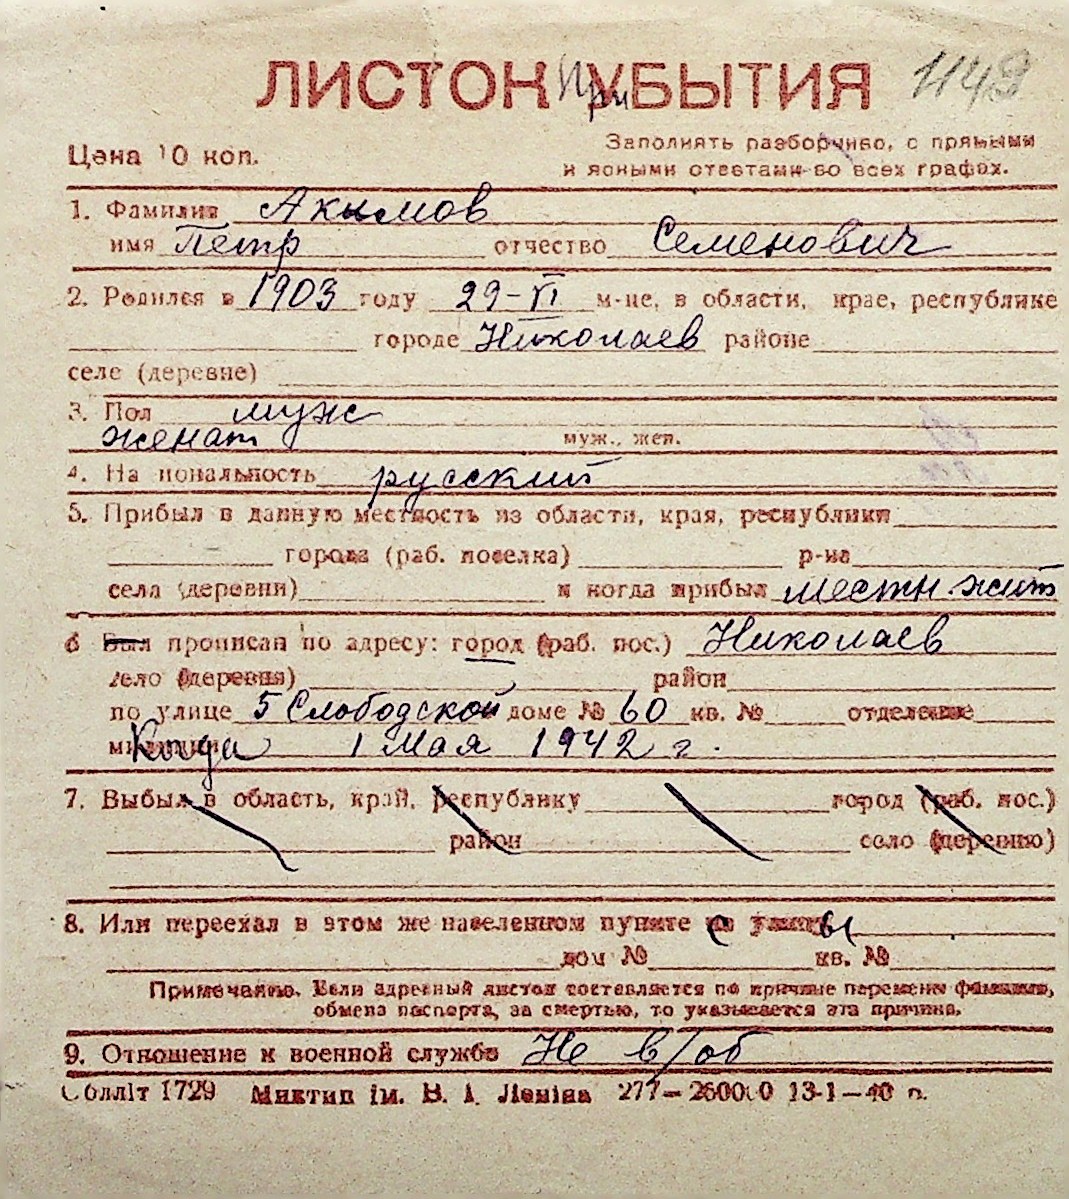 ЛИСТОК При УБЫТИЯ 1149
Цена 10 коп.
Заполнять разборчиво, с прямыми
и ясными ответами во всех графах.
1. Фамилия Акимов
имя Петр отчество Семенович
2. Родился в 1903 году 29-VI м-це, в области, крае, республике
городе Николаев районе
селе (деревне)
3. Пол муж
женат муж., жен.
4. На иональность русский
5. Прибыл в данную местность из области, края, республики
города (раб. поселка) р-на
села (деревни) и когда прибыл местн. жит
6 Был прописан по адресу: город (раб. пос.) Николаев
село (деревня) район
по улице 5 Слободской доме № 60 кв. № отделение
милиции Когда 1 Мая 1942 г.
7. Выбыл в область, край, республику город (раб. пос.)
район село (деревню)
8. Или переехал в этом же населенном пункте с улицы
дом № кв. №
Примечание. Если адресный листок составляется по причине перемены фамилии,
обмена паспорта, за смертью, то указывается эта причина.
9. Отношение к военной службе Не в/об
Облліт 1729 Миктип ім. В. І. Леніна 277—260000 13-1—40 р.